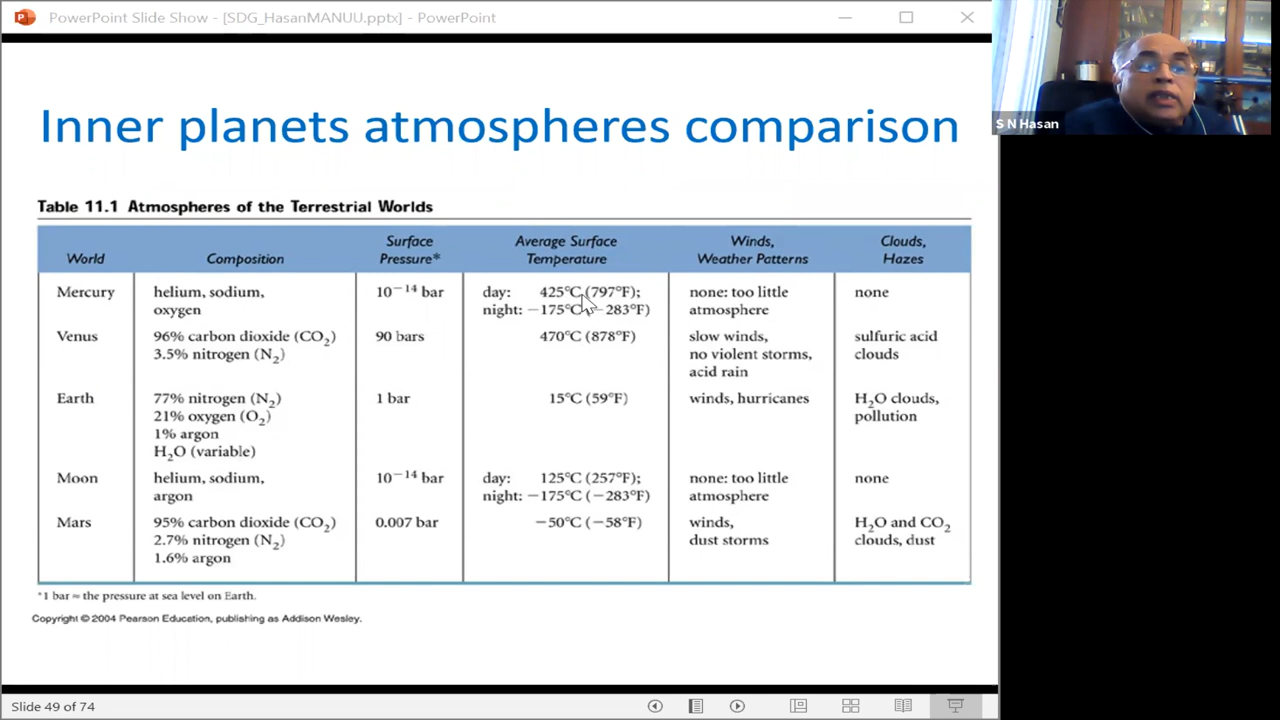 PowerPoint Slide Show - [SDG_HasanMANUU.pptx] - PowerPoint
S N Hasan
Inner planets atmospheres comparison
Table 11.1 Atmospheres of the Terrestrial Worlds
World
Composition
Surface
Pressure*
Average Surface
Temperature
Winds,
Weather Patterns
Clouds,
Hazes
Mercury
helium, sodium,
oxygen
10⁻¹⁴ bar
day: 425°C (797°F);
night: −175°C (−283°F)
none: too little
atmosphere
none
Venus
96% carbon dioxide (CO₂)
3.5% nitrogen (N₂)
90 bars
470°C (878°F)
slow winds,
no violent storms,
acid rain
sulfuric acid
clouds
Earth
77% nitrogen (N₂)
21% oxygen (O₂)
1% argon
H₂O (variable)
1 bar
15°C (59°F)
winds, hurricanes
H₂O clouds,
pollution
Moon
helium, sodium,
argon
10⁻¹⁴ bar
day: 125°C (257°F);
night: −175°C (−283°F)
none: too little
atmosphere
none
Mars
95% carbon dioxide (CO₂)
2.7% nitrogen (N₂)
1.6% argon
0.007 bar
−50°C (−58°F)
winds,
dust storms
H₂O and CO₂
clouds, dust
*1 bar ≈ the pressure at sea level on Earth.
Copyright © 2004 Pearson Education, publishing as Addison Wesley.
Slide 49 of 74